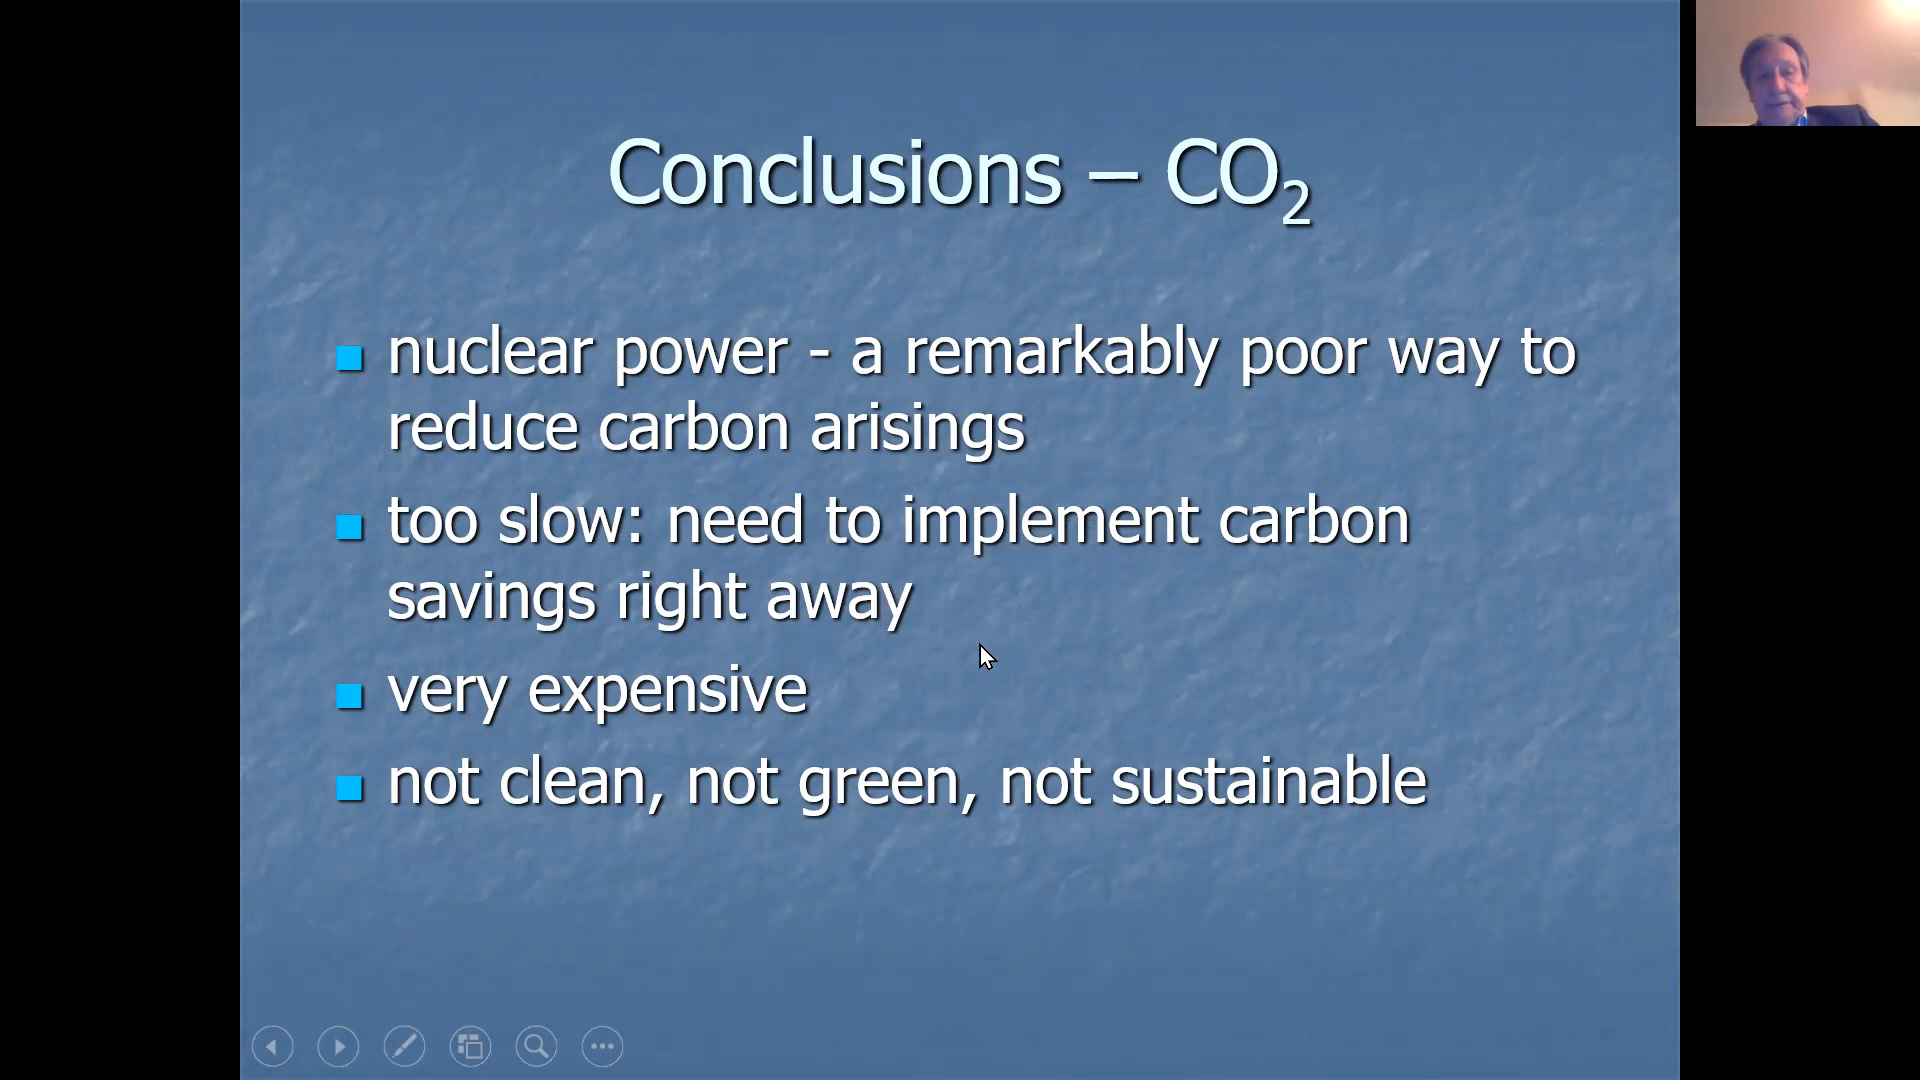 Conclusions – CO₂
nuclear power - a remarkably poor way to
reduce carbon arisings
too slow: need to implement carbon
savings right away
very expensive
not clean, not green, not sustainable